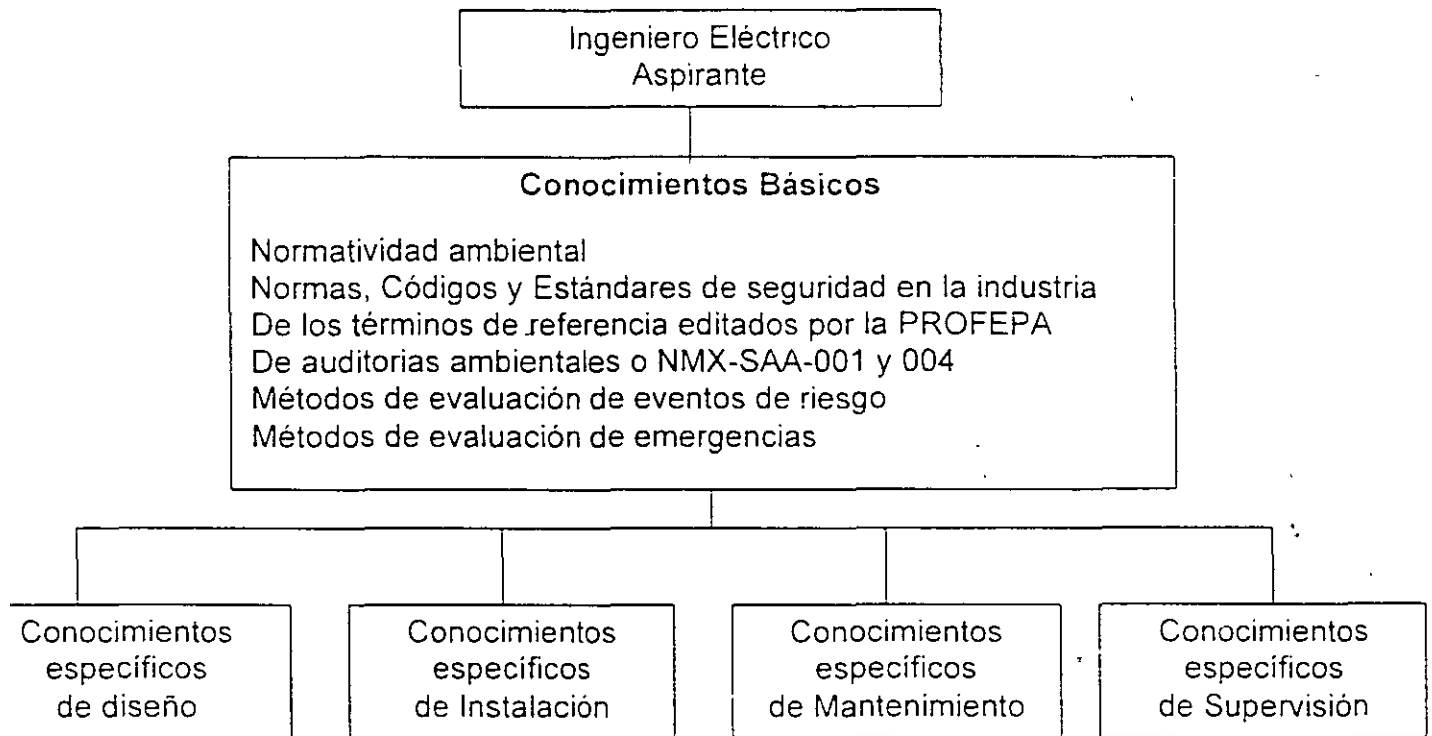 Ingeniero Eléctrico
Aspirante
Conocimientos Básicos
Normatividad ambiental
Normas, Códigos y Estándares de seguridad en la industria
De los términos de referencia editados por la PROFEPA
De auditorias ambientales o NMX-SAA-001 y 004
Métodos de evaluación de eventos de riesgo
Métodos de evaluación de emergencias
Conocimientos
específicos
de diseño
Conocimientos
específicos
de Instalación
Conocimientos
específicos
de Mantenimiento
Conocimientos
específicos
de Supervisión